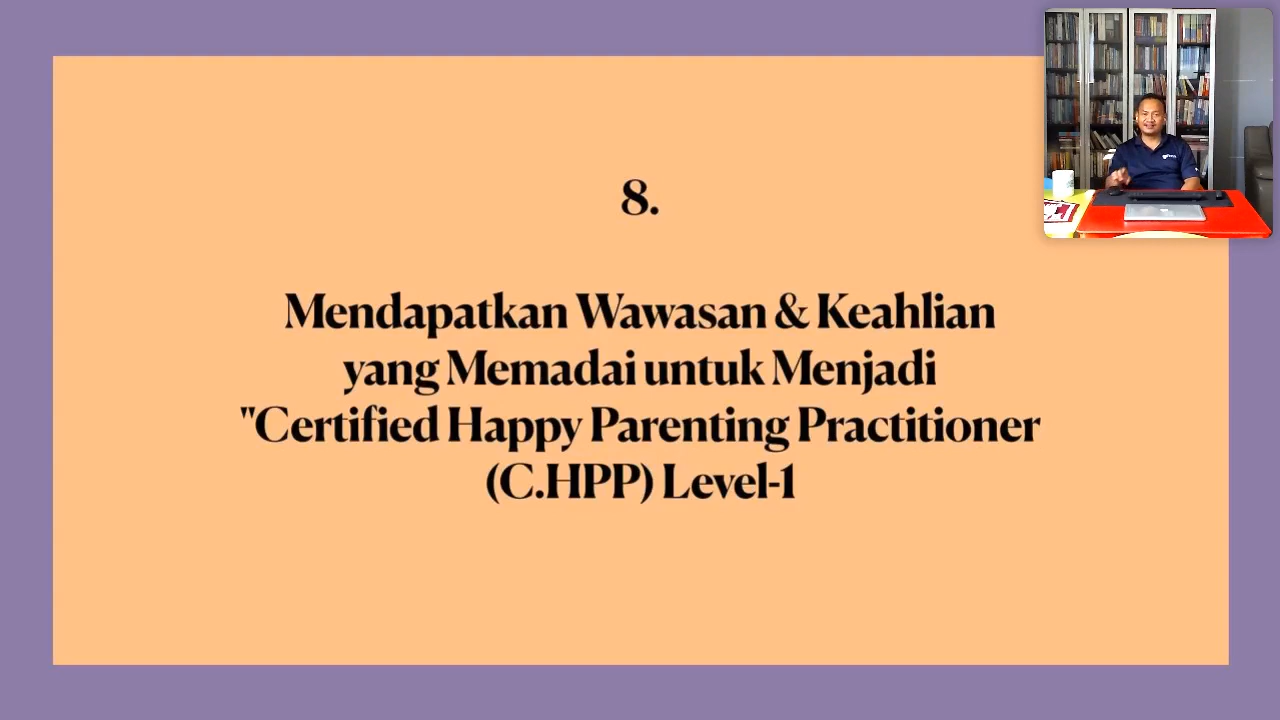 8.
Mendapatkan Wawasan & Keahlian
yang Memadai untuk Menjadi
"Certified Happy Parenting Practitioner
(C.HPP) Level-1